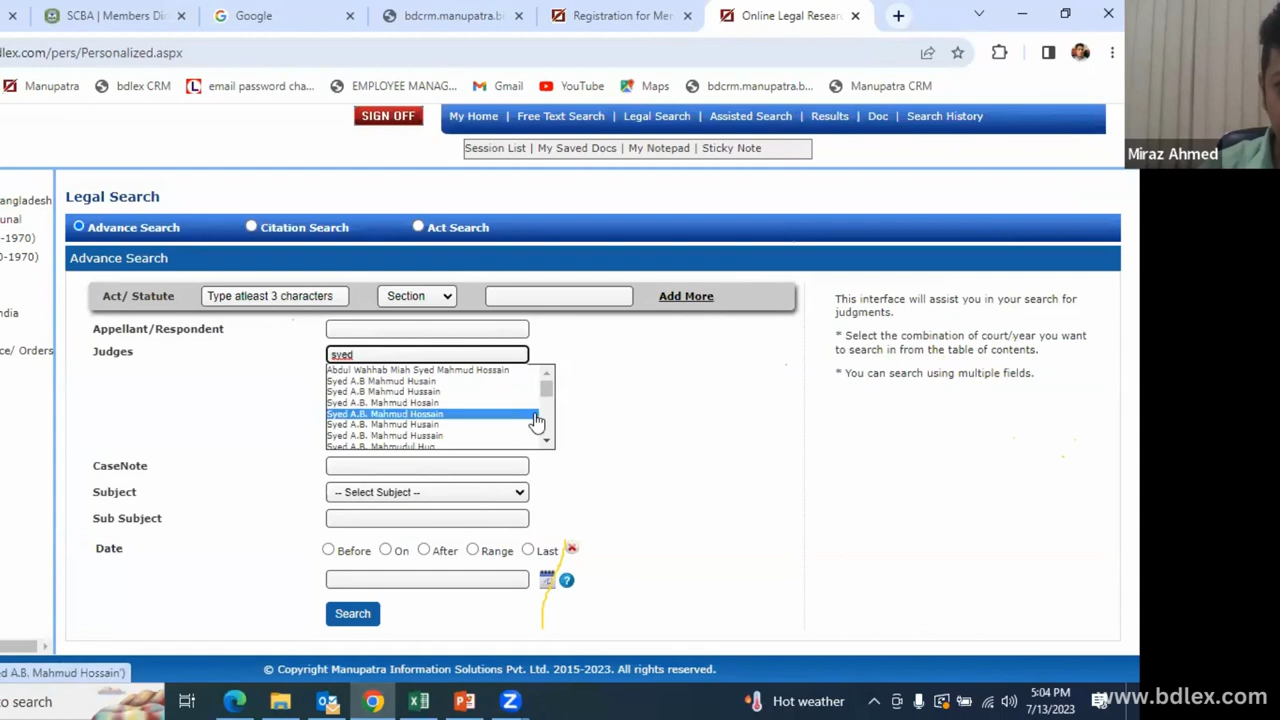 SCBA | Members Di
Google
bdcrm.manupatra.b
Registration for Mer
Online Legal Resear
dlex.com/pers/Personalized.aspx
Manupatra
bdlex CRM
email password cha...
EMPLOYEE MANAG...
Gmail
YouTube
Maps
bdcrm.manupatra.b...
Manupatra CRM
SIGN OFF
My Home | Free Text Search | Legal Search | Assisted Search | Results | Doc | Search History
Session List | My Saved Docs | My Notepad | Sticky Note
Miraz Ahmed
angladesh
unal
-1970)
0-1970)
ndia
ce/ Orders
Legal Search
Advance Search
Citation Search
Act Search
Advance Search
Act/ Statute
Type atleast 3 characters
Section
Add More
Appellant/Respondent
Judges
syed
Abdul Wahhab Miah Syed Mahmud Hossain
Syed A.B Mahmud Husain
Syed A.B Mahmud Hussain
Syed A.B. Mahmud Hosain
Syed A.B. Mahmud Hossain
Syed A.B. Mahmud Husain
Syed A.B. Mahmud Hussain
Syed A.B. Mahmudul Huq
CaseNote
Subject
-- Select Subject --
Sub Subject
Date
Before
On
After
Range
Last
Search
This interface will assist you in your search for
judgments.
* Select the combination of court/year you want
to search in from the table of contents.
* You can search using multiple fields.
ed A.B. Mahmud Hossain')
© Copyright Manupatra Information Solutions Pvt. Ltd. 2015-2023. All rights reserved.
to search
Hot weather
5:04 PM
7/13/2023
www.bdlex.com